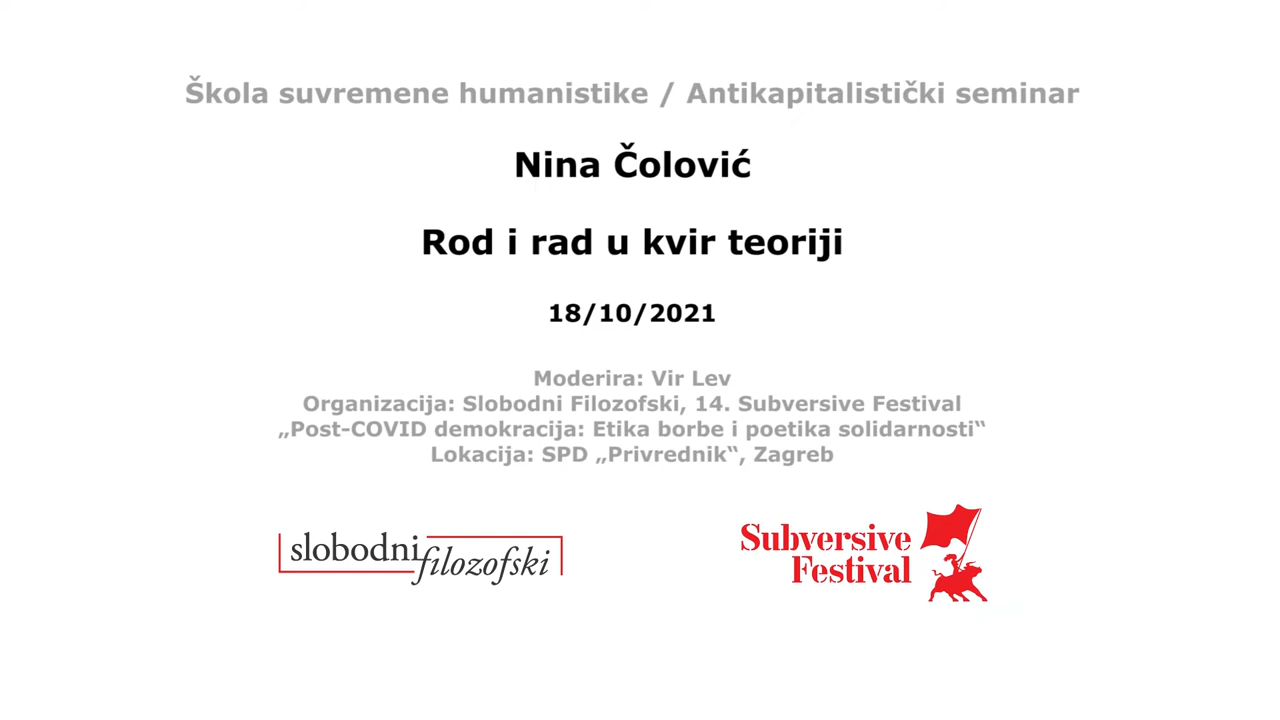 Škola suvremene humanistike / Antikapitalistički seminar
Nina Čolović
Rod i rad u kvir teoriji
18/10/2021
Moderira: Vir Lev
Organizacija: Slobodni Filozofski, 14. Subversive Festival
„Post-COVID demokracija: Etika borbe i poetika solidarnosti“
Lokacija: SPD „Privrednik“, Zagreb
slobodni
filozofski
Subversive
Festival